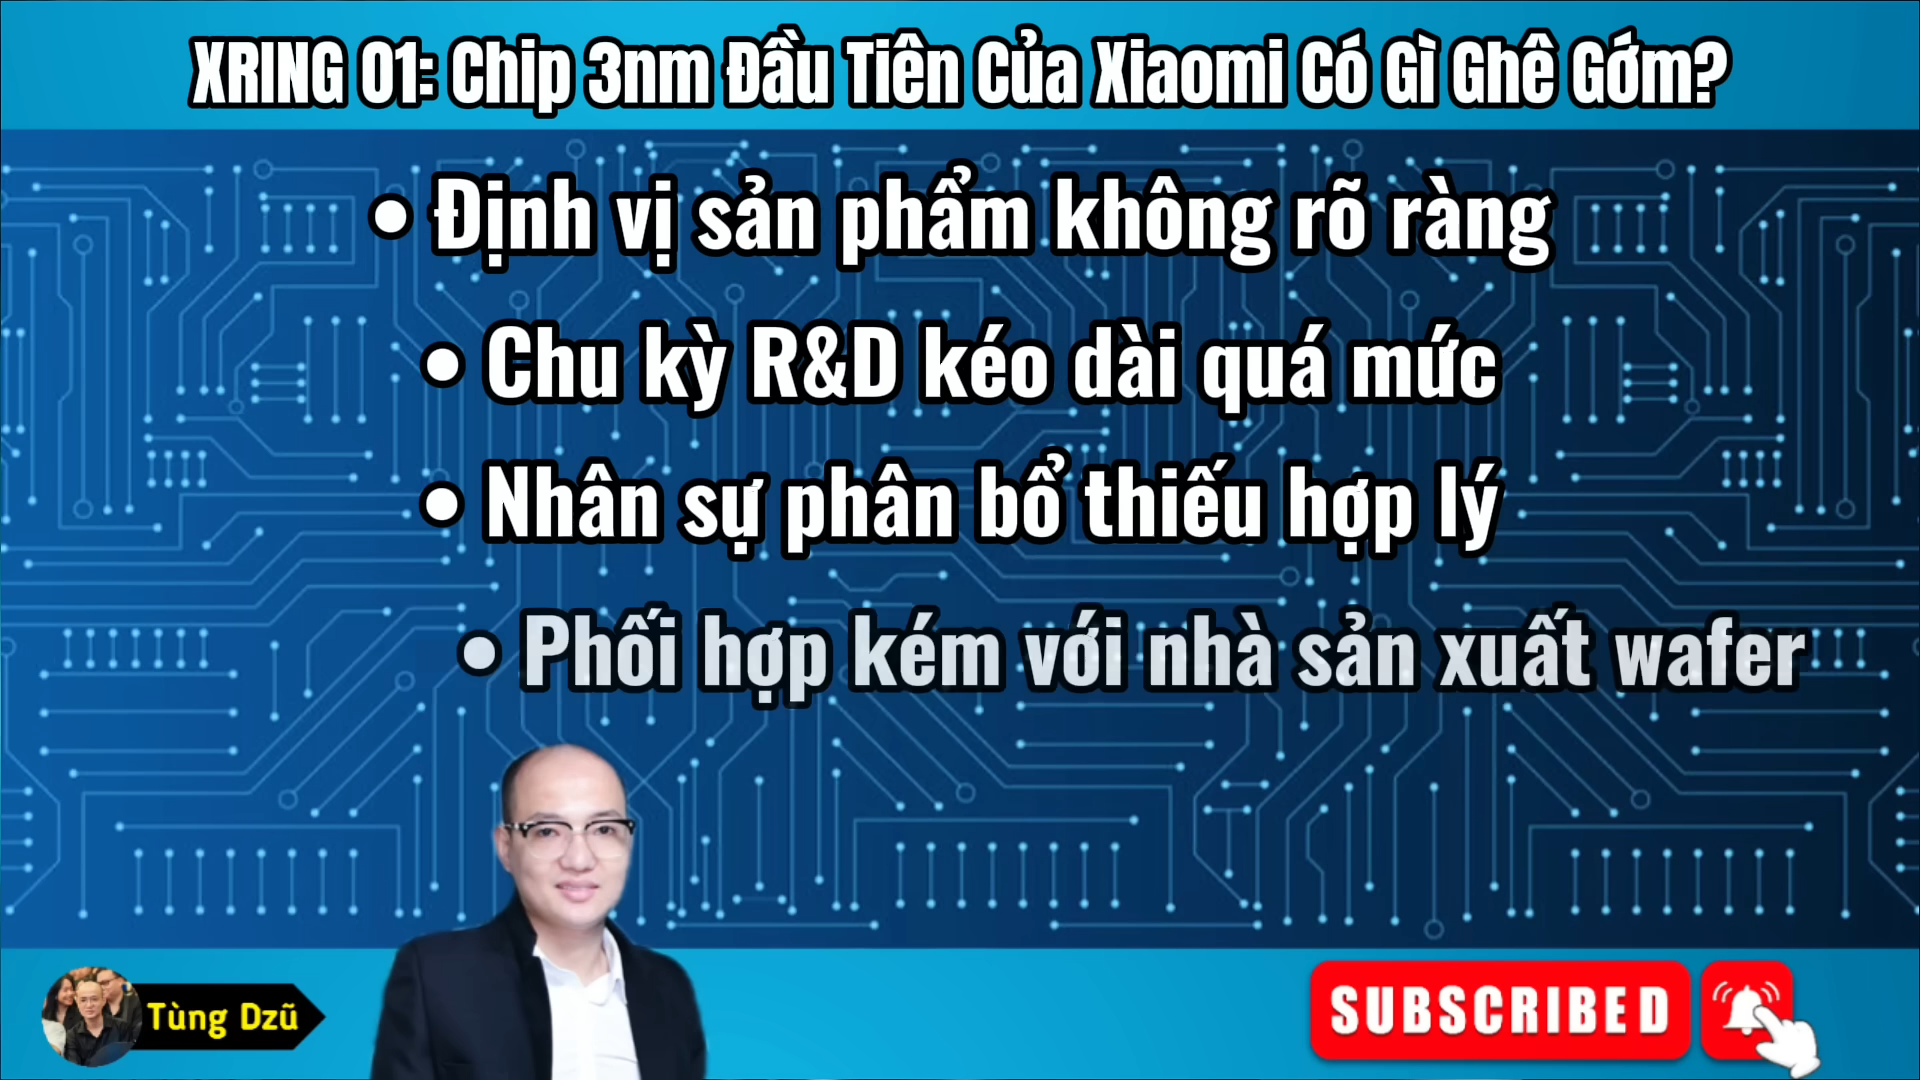 XRING 01: Chip 3nm Đầu Tiên Của Xiaomi Có Gì Ghê Gớm?
• Định vị sản phẩm không rõ ràng
• Chu kỳ R&D kéo dài quá mức
• Nhân sự phân bổ thiếu hợp lý
• Phối hợp kém với nhà sản xuất wafer
Tùng Dzũ
SUBSCRIBED